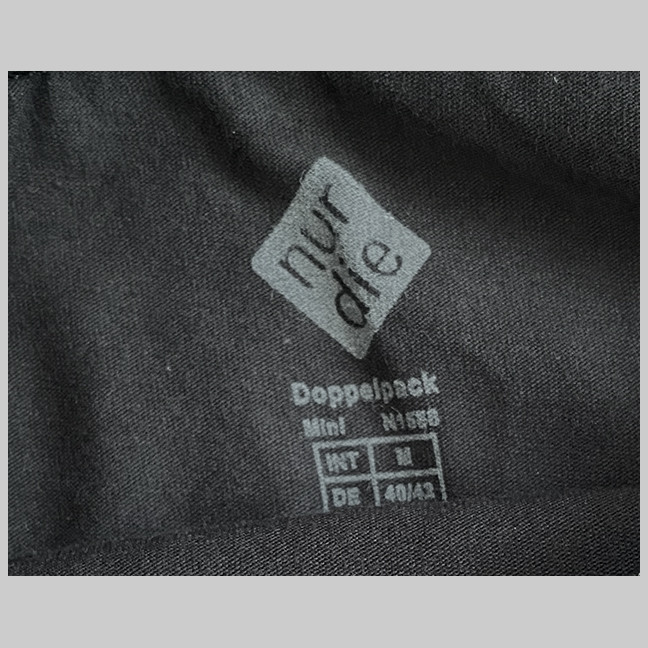 nur
die
Doppelpack
Mini
INT M
DE 40/42